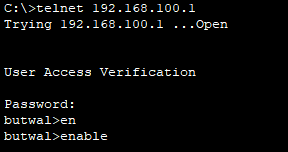 C:\>telnet 192.168.100.1
Trying 192.168.100.1 ...Open
User Access Verification
Password:
butwal>en
butwal>enable